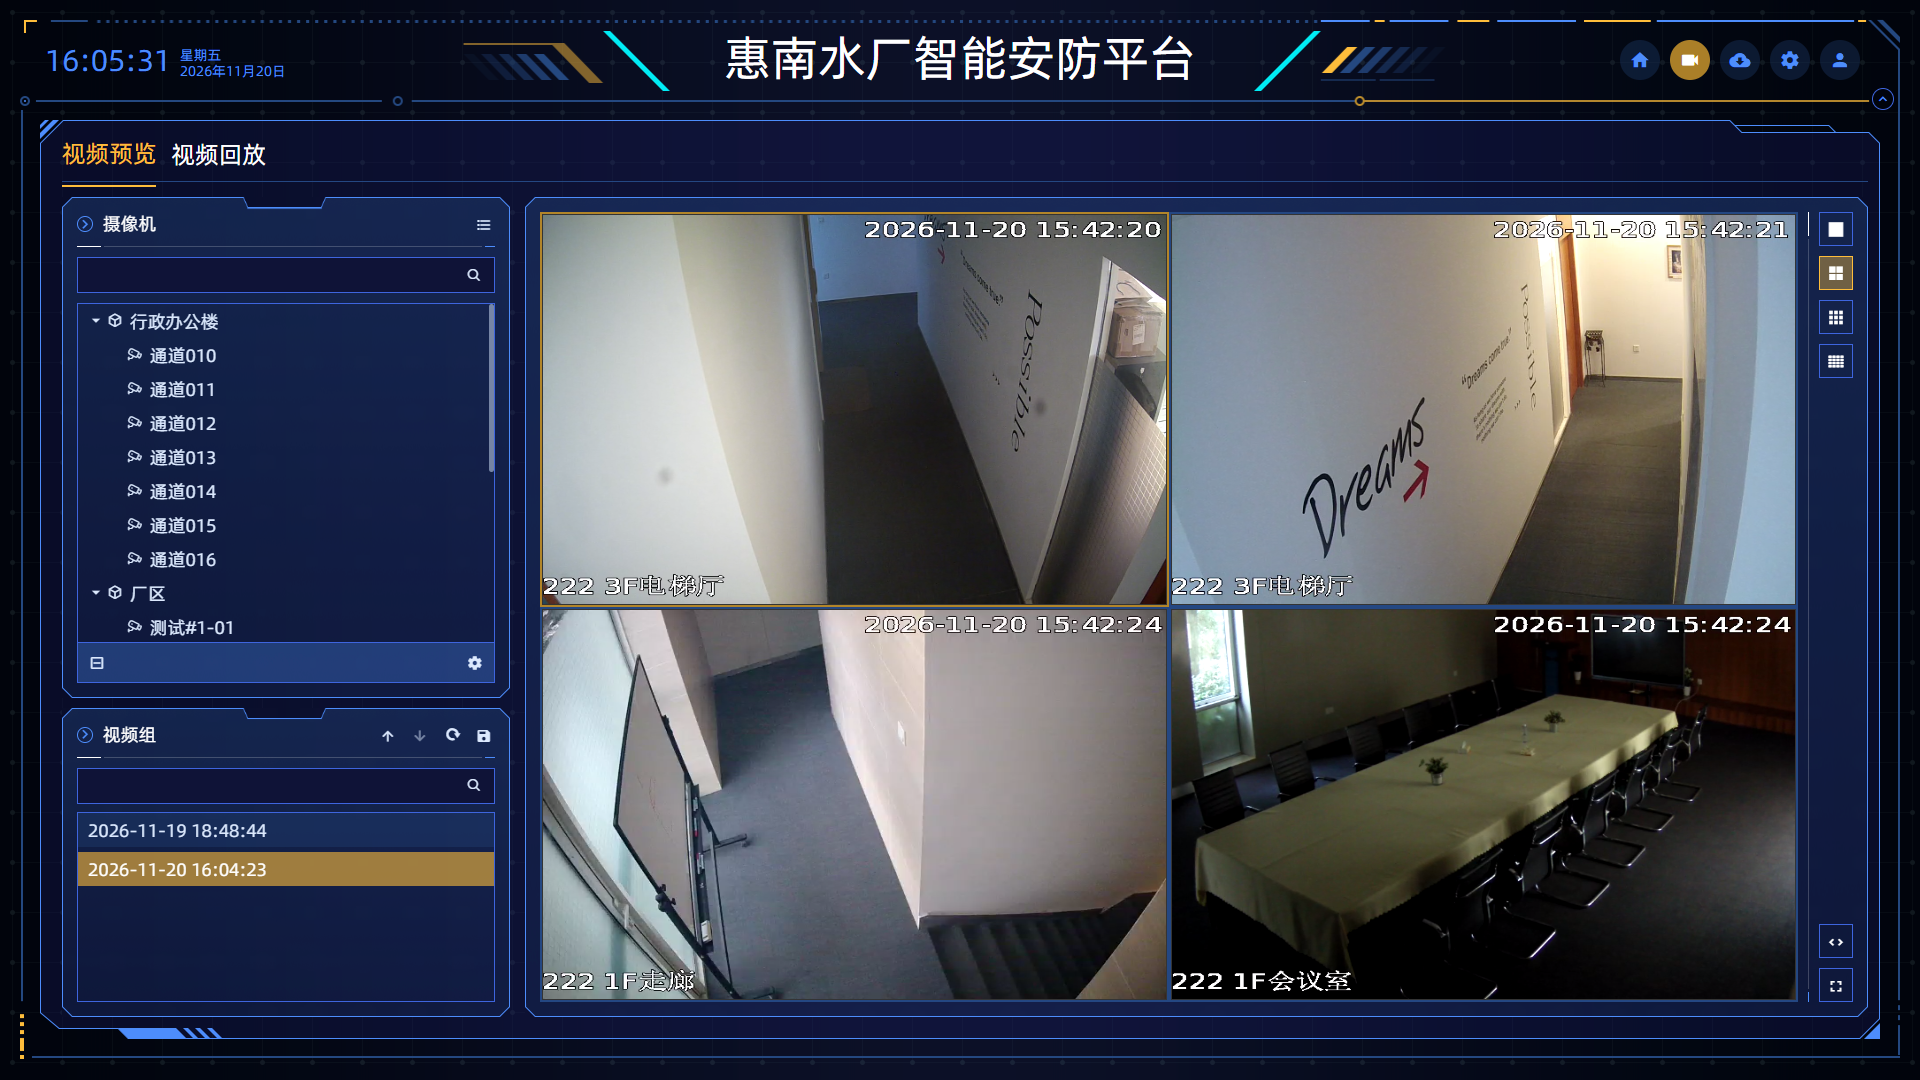 16:05:31
星期五
2026年11月20日
惠南水厂智能安防平台
视频预览 视频回放
摄像机
行政办公楼
通道010
通道011
通道012
通道013
通道014
通道015
通道016
厂区
测试#1-01
视频组
2026-11-19 18:48:44
2026-11-20 16:04:23
2026-11-20 15:42:20
"Dreams come true."
Possible
222 3F电梯厅
2026-11-20 15:42:21
Dreams
"Dreams come true."
Possible
222 3F电梯厅
2026-11-20 15:42:24
222 1F走廊
2026-11-20 15:42:24
222 1F会议室